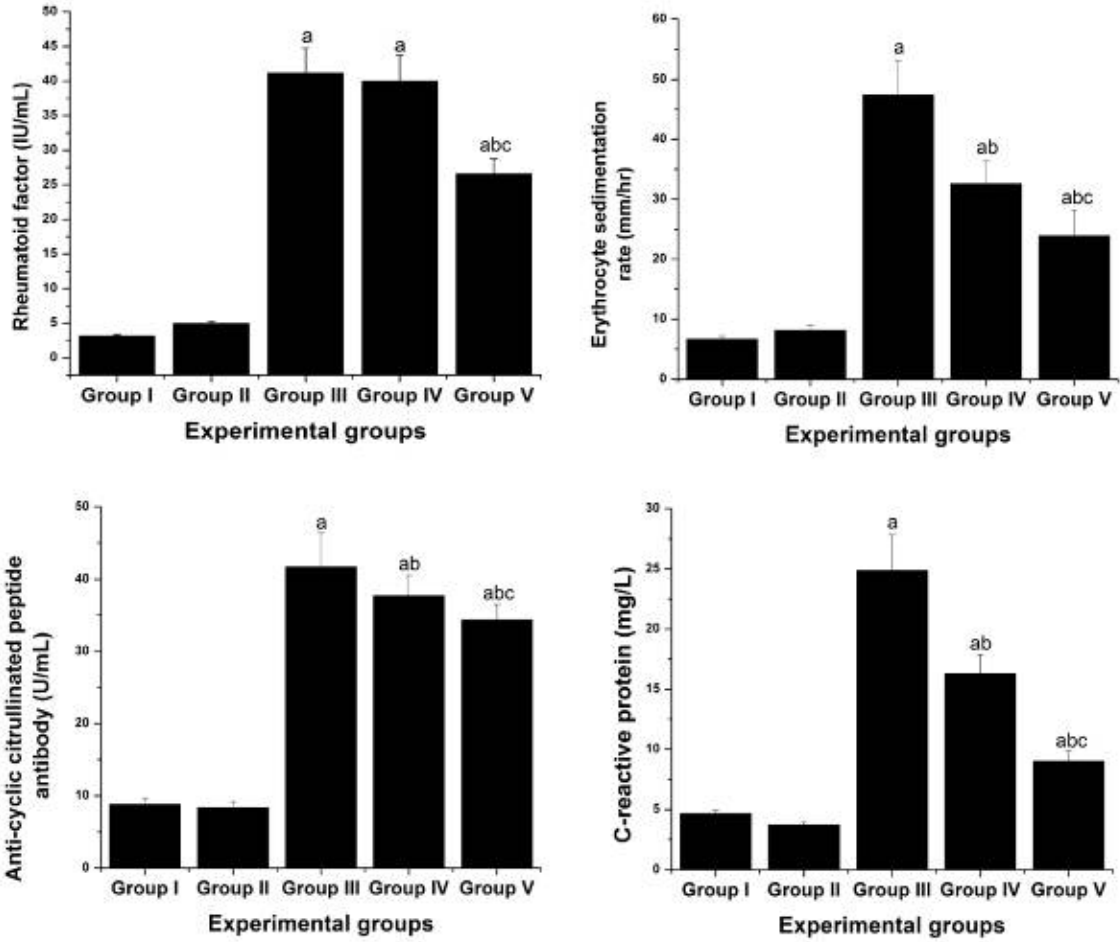 Rheumatoid factor (IU/mL)
50
45
40
35
30
25
20
15
10
5
0
a
a
abc
Group I
Group II
Group III
Group IV
Group V
Experimental groups
Erythrocyte sedimentation
rate (mm/hr)
60
50
40
30
20
10
0
a
ab
abc
Group I
Group II
Group III
Group IV
Group V
Experimental groups
Anti-cyclic citrullinated peptide
antibody (U/mL)
50
40
30
20
10
0
a
ab
abc
Group I
Group II
Group III
Group IV
Group V
Experimental groups
C-reactive protein (mg/L)
30
25
20
15
10
5
0
a
ab
abc
Group I
Group II
Group III
Group IV
Group V
Experimental groups